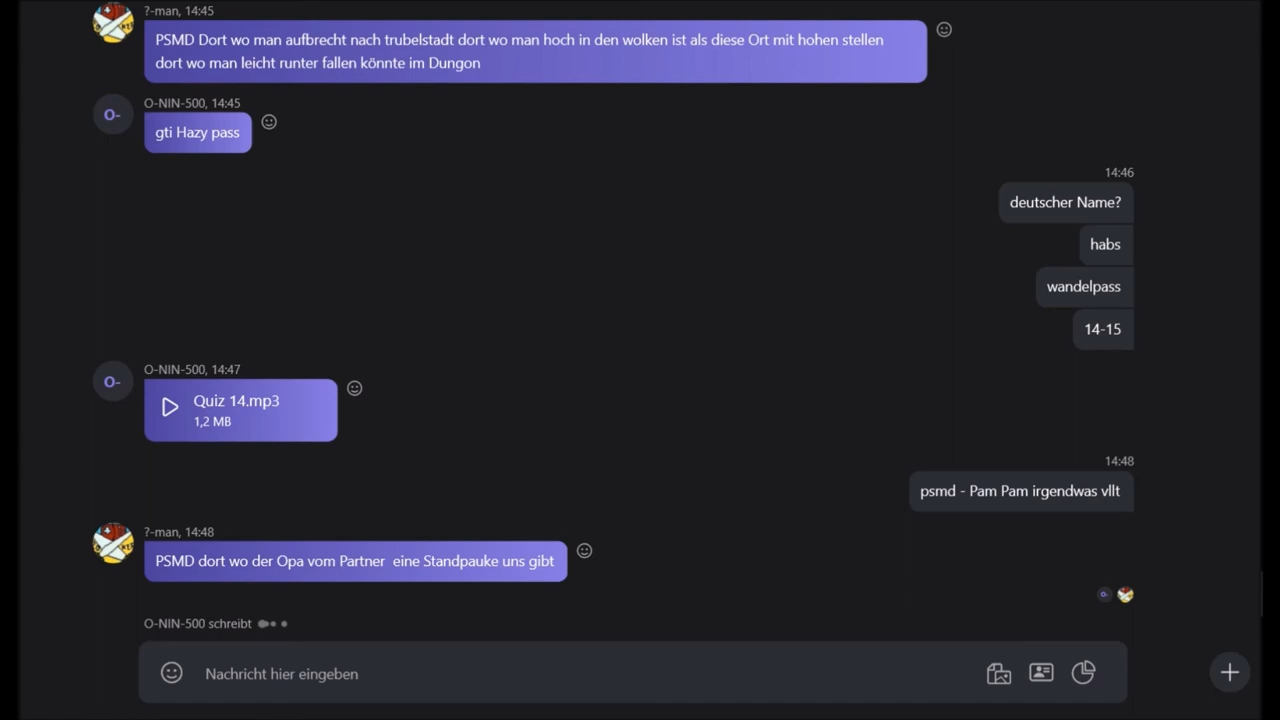 ?-man, 14:45
PSMD Dort wo man aufbrecht nach trubelstadt dort wo man hoch in den wolken ist als diese Ort mit hohen stellen
dort wo man leicht runter fallen könnte im Dungon
O-NIN-500, 14:45
O-
gti Hazy pass
14:46
deutscher Name?
habs
wandelpass
14-15
O-NIN-500, 14:47
O-
Quiz 14.mp3
1,2 MB
14:48
psmd - Pam Pam irgendwas vllt
?-man, 14:48
PSMD dort wo der Opa vom Partner  eine Standpauke uns gibt
O-
O-NIN-500 schreibt
Nachricht hier eingeben